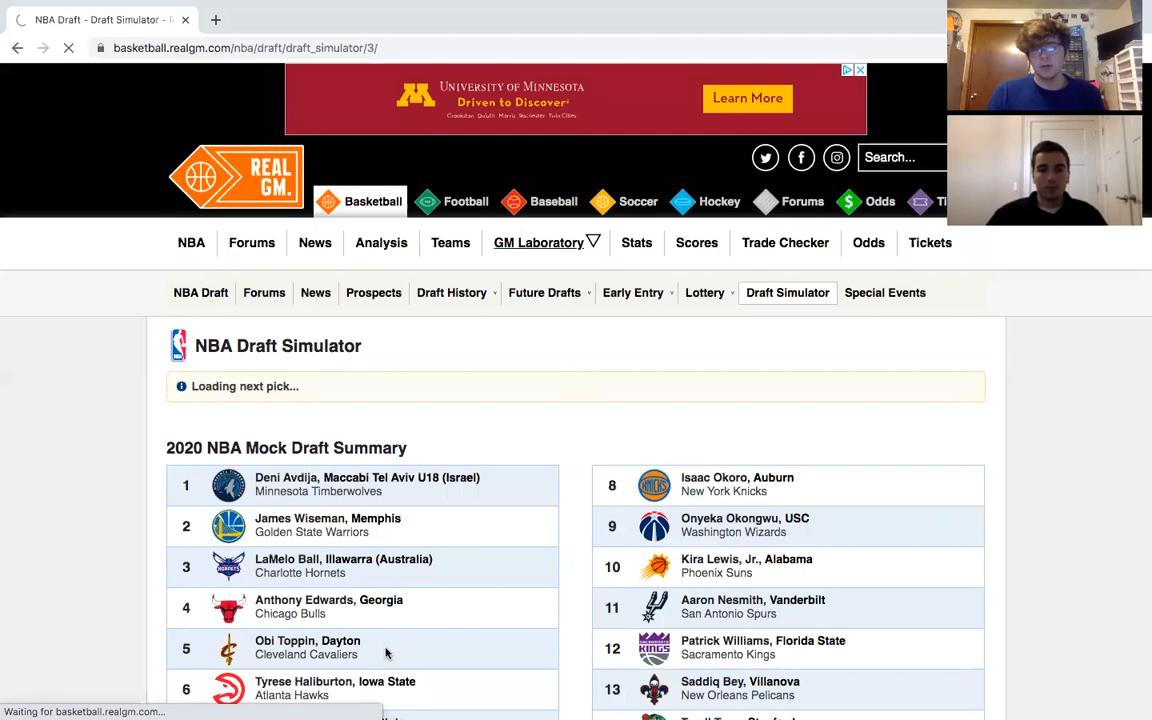 NBA Draft - Draft Simulator -
basketball.realgm.com/nba/draft/draft_simulator/3/
UNIVERSITY OF MINNESOTA
Driven to Discover
Crookston Duluth Morris Rochester Twin Cities
Learn More
REAL GM.
Search...
Basketball Football Baseball Soccer Hockey Forums Odds
NBA Forums News Analysis Teams GM Laboratory Stats Scores Trade Checker Odds Tickets
NBA Draft Forums News Prospects Draft History Future Drafts Early Entry Lottery Draft Simulator Special Events
NBA Draft Simulator
Loading next pick...
2020 NBA Mock Draft Summary
1 Deni Avdija, Maccabi Tel Aviv U18 (Israel)
Minnesota Timberwolves
2 James Wiseman, Memphis
Golden State Warriors
3 LaMelo Ball, Illawarra (Australia)
Charlotte Hornets
4 Anthony Edwards, Georgia
Chicago Bulls
5 Obi Toppin, Dayton
Cleveland Cavaliers
6 Tyrese Haliburton, Iowa State
Atlanta Hawks
8 Isaac Okoro, Auburn
New York Knicks
9 Onyeka Okongwu, USC
Washington Wizards
10 Kira Lewis, Jr., Alabama
Phoenix Suns
11 Aaron Nesmith, Vanderbilt
San Antonio Spurs
12 Patrick Williams, Florida State
Sacramento Kings
13 Saddiq Bey, Villanova
New Orleans Pelicans
Waiting for basketball.realgm.com...